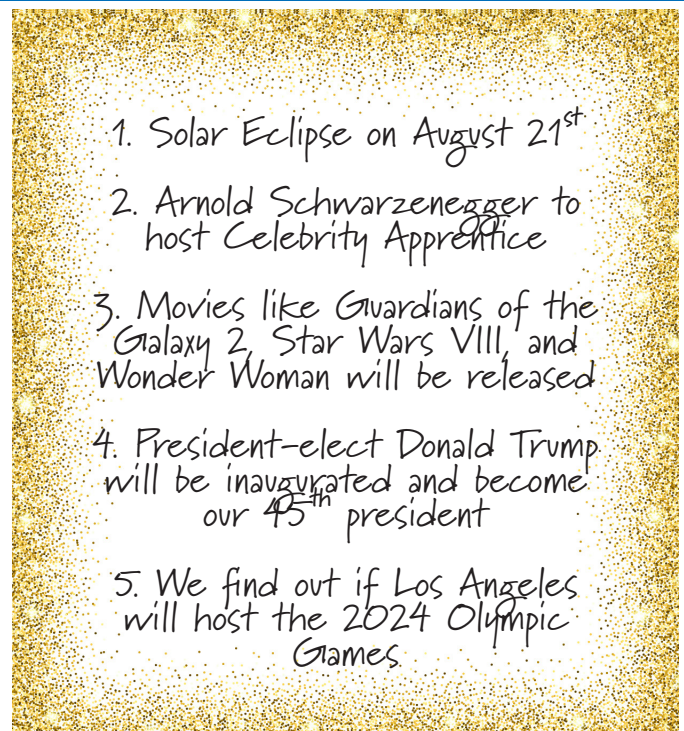 1. Solar Eclipse on August 21st
2. Arnold Schwarzenegger to
host Celebrity Apprentice
3. Movies like Guardians of the
Galaxy 2, Star Wars VIII, and
Wonder Woman will be released
4. President-elect Donald Trump
will be inaugurated and become
our 45th president
5. We find out if Los Angeles
will host the 2024 Olympic
Games